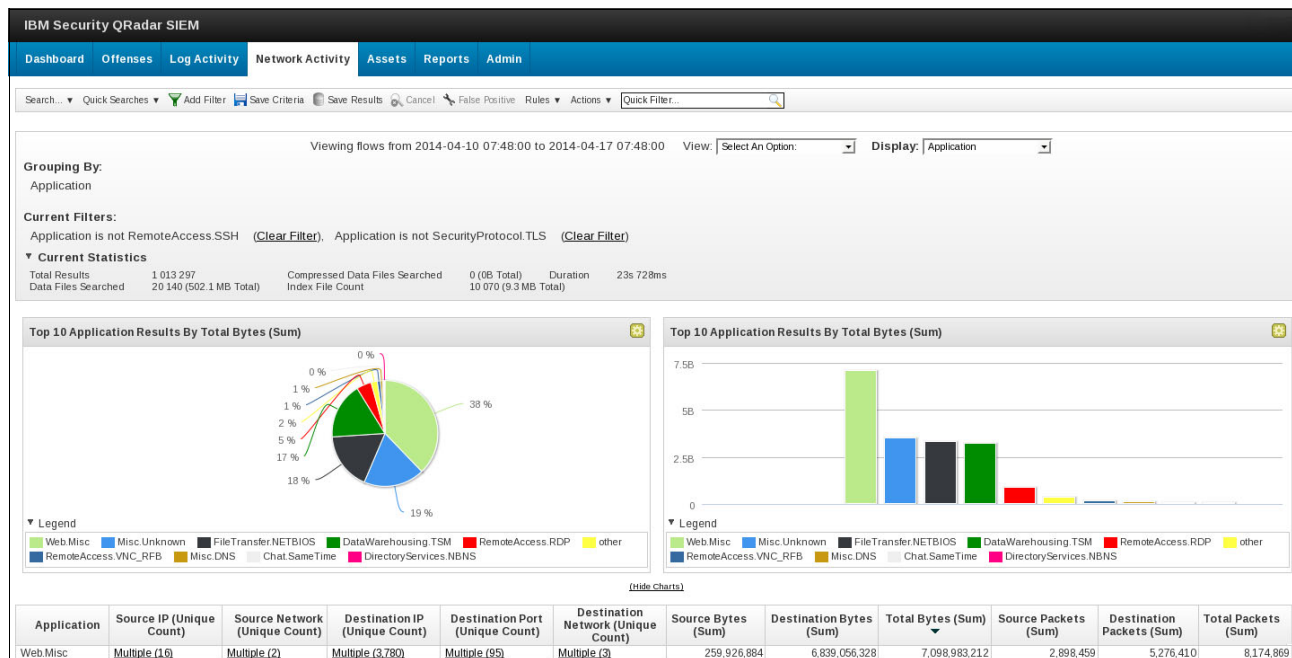 IBM Security QRadar SIEM
Dashboard Offenses Log Activity Network Activity Assets Reports Admin
Search... ▼ Quick Searches ▼ Add Filter Save Criteria Save Results Cancel False Positive Rules ▼ Actions ▼ Quick Filter...
Viewing flows from 2014-04-10 07:48:00 to 2014-04-17 07:48:00 View: Select An Option: Display: Application
Grouping By:
Application
Current Filters:
Application is not RemoteAccess.SSH (Clear Filter), Application is not SecurityProtocol.TLS (Clear Filter)
▼ Current Statistics
Total Results 1 013 297 Compressed Data Files Searched 0 (0B Total) Duration 23s 728ms
Data Files Searched 20 140 (502.1 MB Total) Index File Count 10 070 (9.3 MB Total)
Top 10 Application Results By Total Bytes (Sum)
0 %
0 %
1 %
1 %
2 %
5 %
17 %
18 %
38 %
19 %
▼ Legend
Web.Misc Misc.Unknown FileTransfer.NETBIOS DataWarehousing.TSM RemoteAccess.RDP other
RemoteAccess.VNC_RFB Misc.DNS Chat.SameTime DirectoryServices.NBNS
Top 10 Application Results By Total Bytes (Sum)
7.5B
5B
2.5B
0
▼ Legend
Web.Misc Misc.Unknown FileTransfer.NETBIOS DataWarehousing.TSM RemoteAccess.RDP other
RemoteAccess.VNC_RFB Misc.DNS Chat.SameTime DirectoryServices.NBNS
(Hide Charts)
Application Source IP (Unique Count) Source Network (Unique Count) Destination IP (Unique Count) Destination Port (Unique Count) Destination Network (Unique Count) Source Bytes (Sum) Destination Bytes (Sum) Total Bytes (Sum) ▼ Source Packets (Sum) Destination Packets (Sum) Total Packets (Sum)
Web.Misc Multiple (16) Multiple (2) Multiple (3,780) Multiple (95) Multiple (3) 259,926,884 6,839,056,328 7,098,983,212 2,898,459 5,276,410 8,174,869